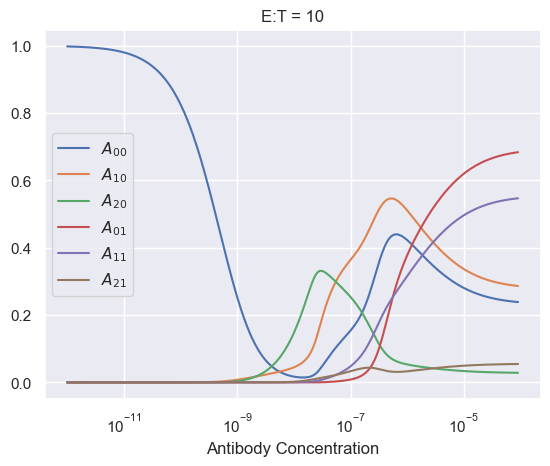 E:T = 10
1.0
0.8
0.6
0.4
0.2
0.0
A₀₀
A₁₀
A₂₀
A₀₁
A₁₁
A₂₁
10⁻¹¹ 10⁻⁹ 10⁻⁷ 10⁻⁵
Antibody Concentration